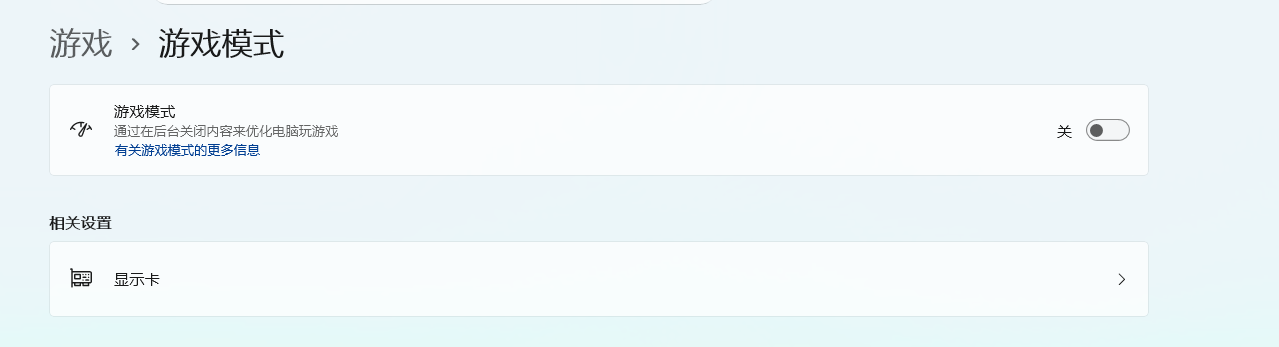 游戏 › 游戏模式
游戏模式
通过在后台关闭内容来优化电脑玩游戏
有关游戏模式的更多信息
关
相关设置
显示卡